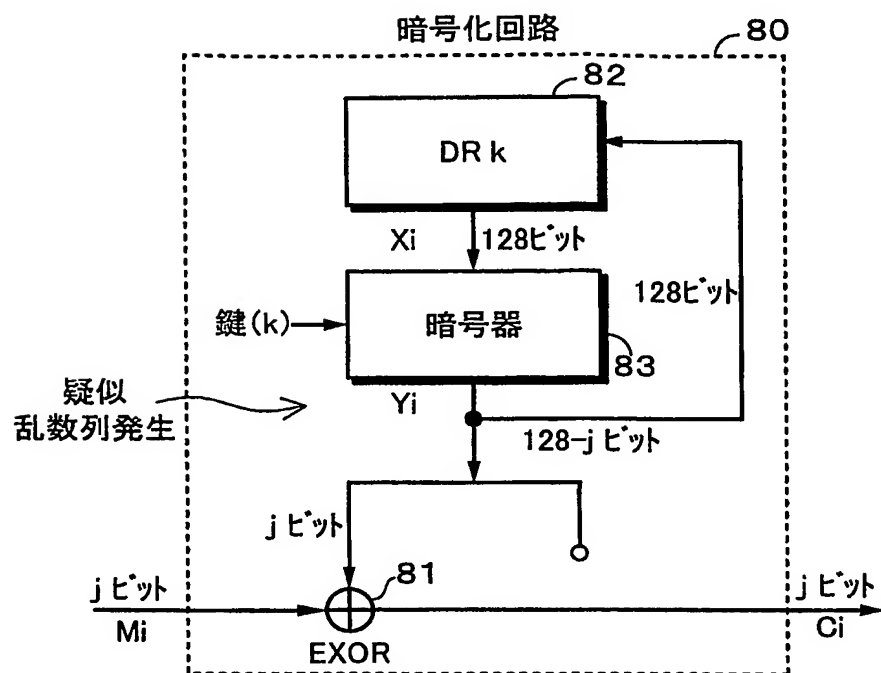 暗号化回路
80
82
DR k
Xi
128ビット
128ビット
鍵(k)
暗号器
83
疑似
乱数列発生
Yi
128-j ビット
j ビット
j ビット
81
j ビット
Mi
EXOR
Ci